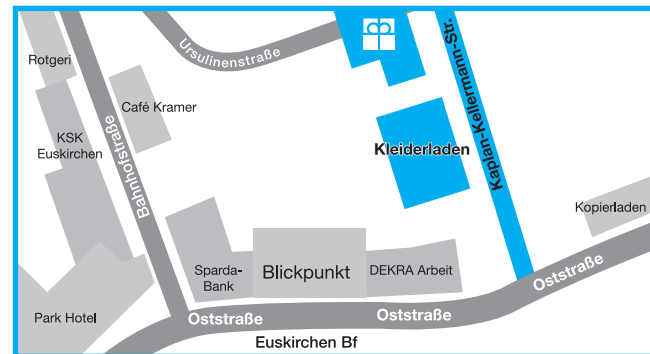 Ursulinenstraße
Rotgeri
Kaplan-Kellermann-Str.
Café Kramer
KSK
Euskirchen
Bahnhofstraße
Kleiderladen
Kopierladen
Sparda-
Bank
Blickpunkt
DEKRA Arbeit
Oststraße
Park Hotel
Oststraße
Oststraße
Euskirchen Bf